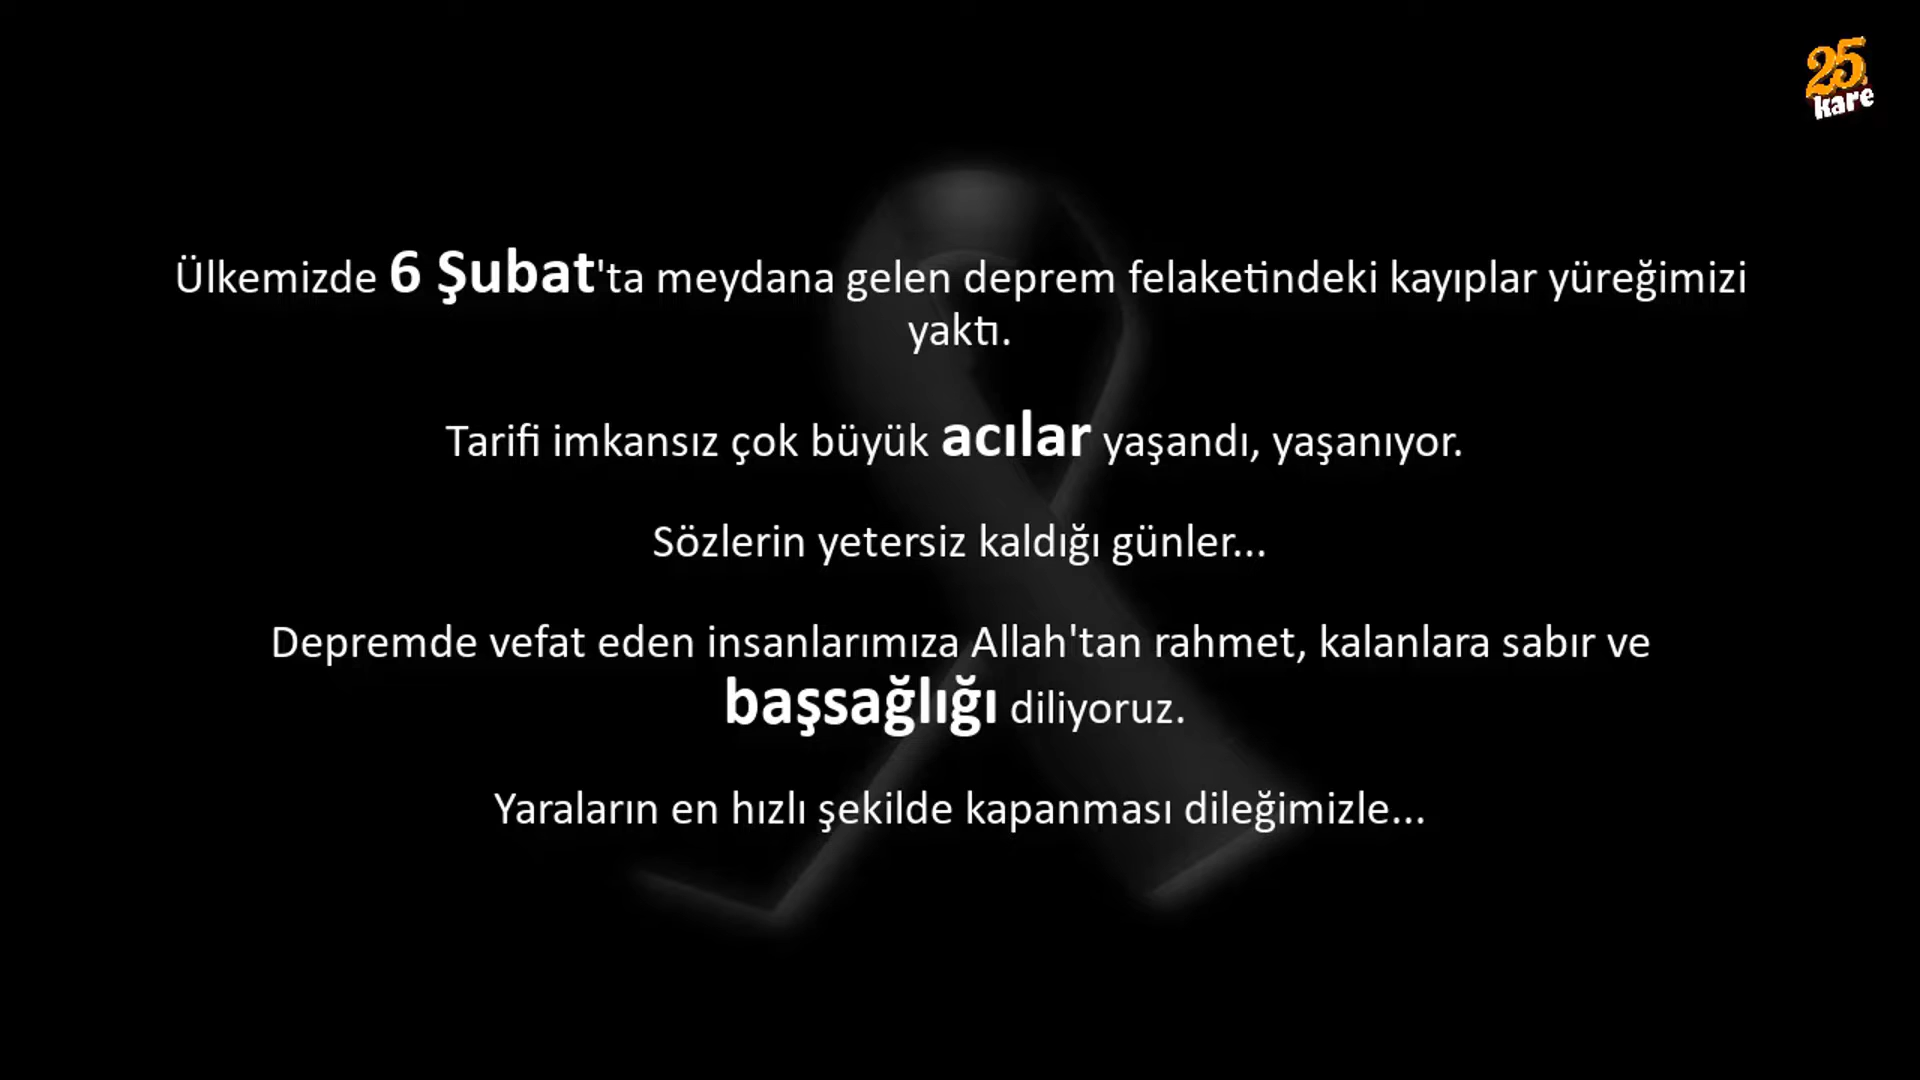 25.
kare
Ülkemizde 6 Şubat'ta meydana gelen deprem felaketindeki kayıplar yüreğimizi
yaktı.
Tarifi imkansız çok büyük acılar yaşandı, yaşanıyor.
Sözlerin yetersiz kaldığı günler...
Depremde vefat eden insanlarımıza Allah'tan rahmet, kalanlara sabır ve
başsağlığı diliyoruz.
Yaraların en hızlı şekilde kapanması dileğimizle...